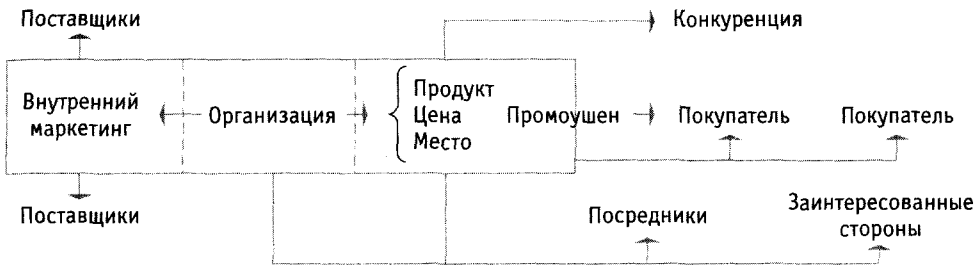 Поставщики
Конкуренция
Внутренний
маркетинг
Организация
Продукт
Цена
Место
Промоушен
Покупатель
Покупатель
Поставщики
Посредники
Заинтересованные
стороны